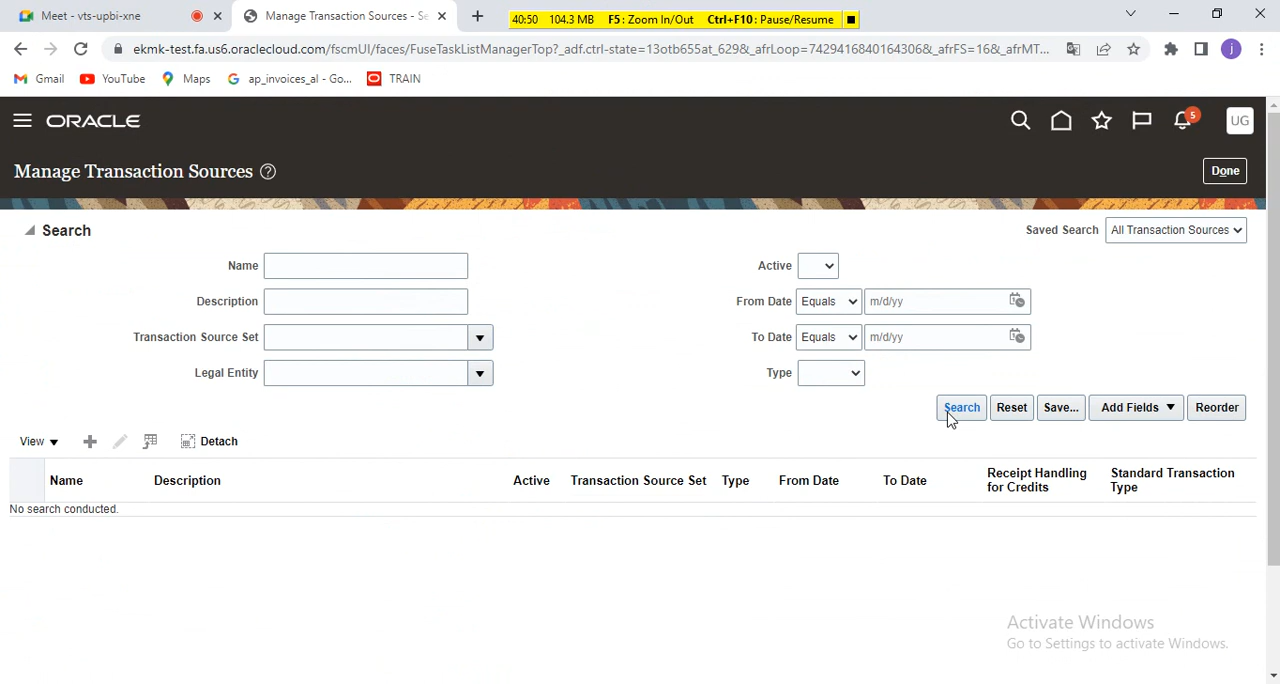 Meet - vts-upbi-xne
Manage Transaction Sources - Se
40:50 104.3 MB F5: Zoom In/Out Ctrl+F10: Pause/Resume
ekmk-test.fa.us6.oraclecloud.com/fscmUI/faces/FuseTaskListManagerTop?_adf.ctrl-state=13otb655at_629&_afrLoop=74294168401643068&_afrFS=16&_afrMT...
j
Gmail YouTube Maps ap_invoices_al - Go... TRAIN
ORACLE
5
UG
Manage Transaction Sources
Done
Search
Saved Search All Transaction Sources
Name
Active
Description
From Date Equals m/d/yy
Transaction Source Set
To Date Equals m/d/yy
Legal Entity
Type
Search Reset Save... Add Fields Reorder
View Detach
Name Description Active Transaction Source Set Type From Date To Date Receipt Handling for Credits Standard Transaction Type
No search conducted.
Activate Windows
Go to Settings to activate Windows.